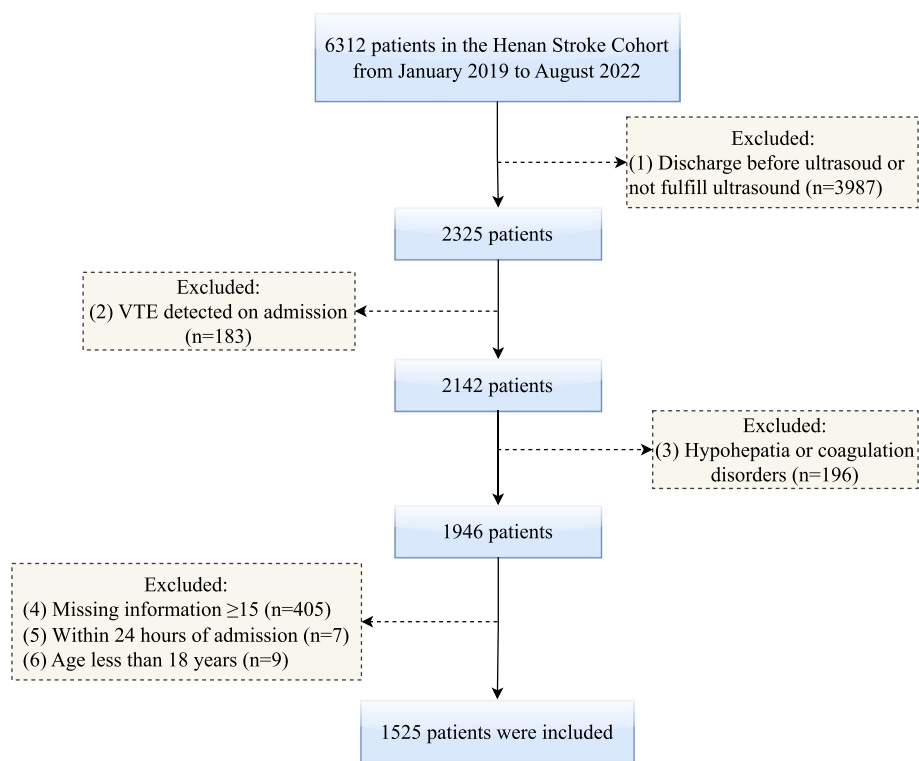 6312 patients in the Henan Stroke Cohort
from January 2019 to August 2022
Excluded:
(1) Discharge before ultrasoud or
not fulfill ultrasound (n=3987)
2325 patients
Excluded:
(2) VTE detected on admission
(n=183)
2142 patients
Excluded:
(3) Hypohepatia or coagulation
disorders (n=196)
1946 patients
Excluded:
(4) Missing information ≥15 (n=405)
(5) Within 24 hours of admission (n=7)
(6) Age less than 18 years (n=9)
1525 patients were included